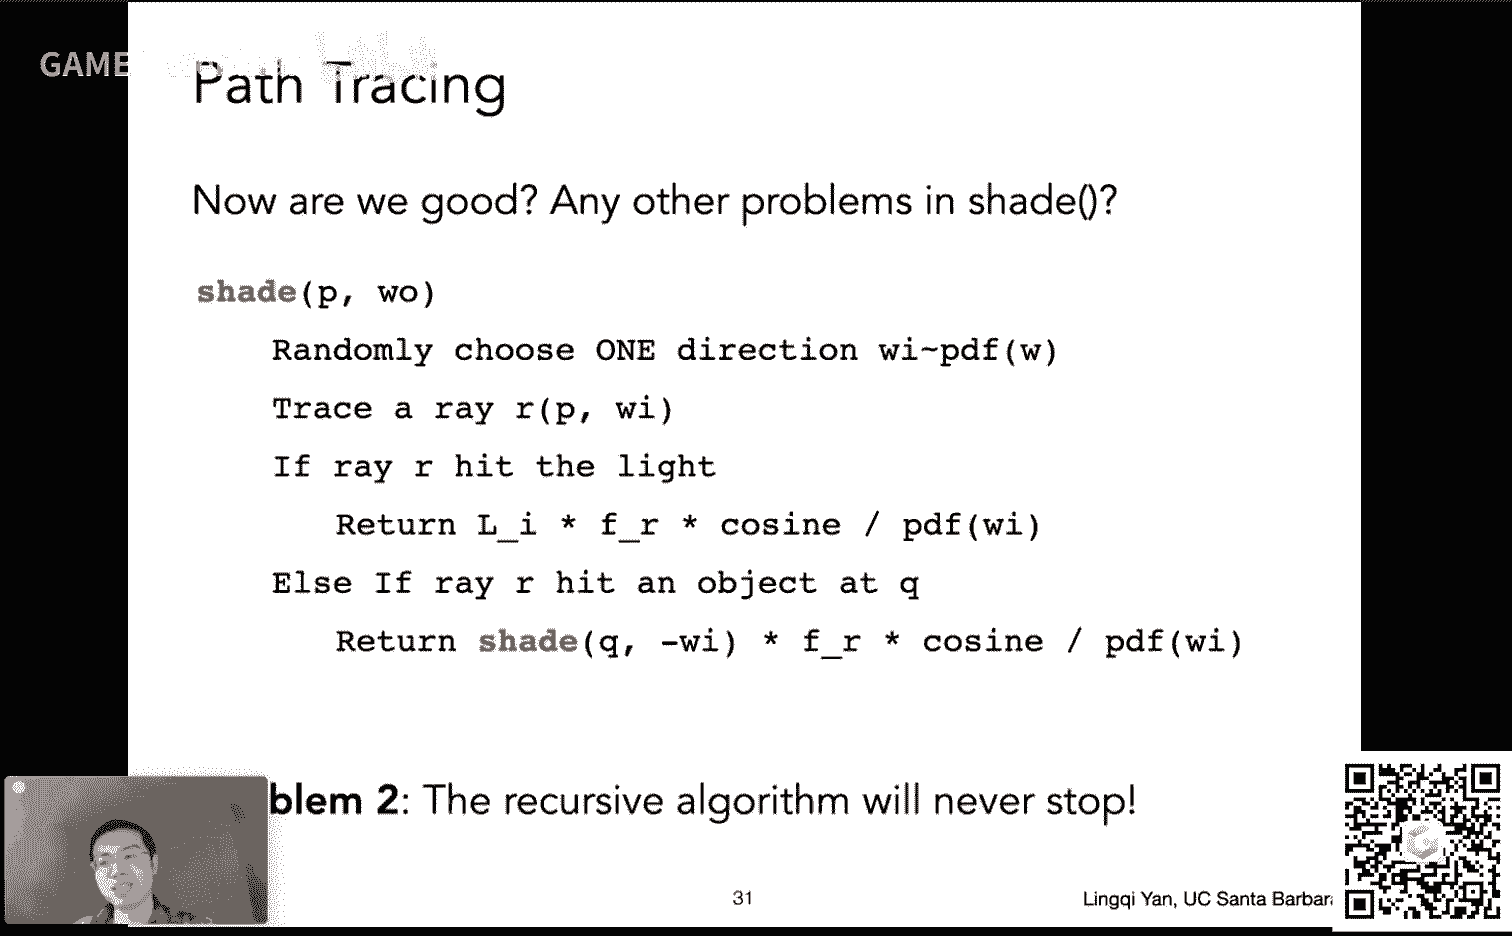 GAME
Path Tracing
Now are we good? Any other problems in shade()?
shade(p, wo)
Randomly choose ONE direction wi~pdf(w)
Trace a ray r(p, wi)
If ray r hit the light
Return L_i * f_r * cosine / pdf(wi)
Else If ray r hit an object at q
Return shade(q, -wi) * f_r * cosine / pdf(wi)
blem 2: The recursive algorithm will never stop!
31
Lingqi Yan, UC Santa Barbara